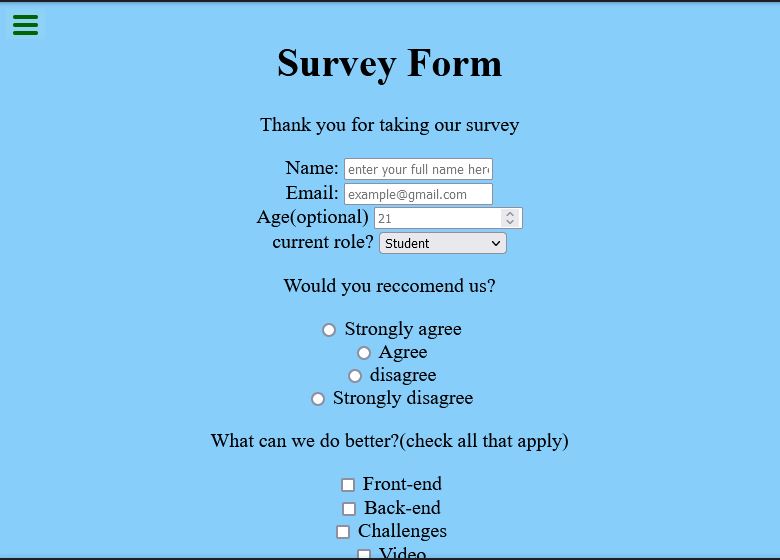 Survey Form
Thank you for taking our survey
Name: enter your full name here
Email: example@gmail.com
Age(optional) 21
current role? Student
Would you reccomend us?
Strongly agree
Agree
disagree
Strongly disagree
What can we do better?(check all that apply)
Front-end
Back-end
Challenges
Video